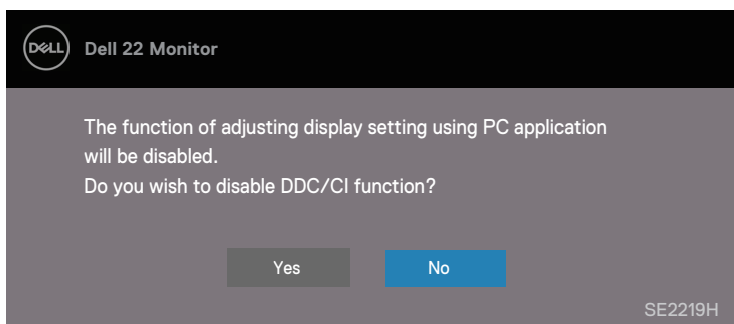 DELL
Dell 22 Monitor
The function of adjusting display setting using PC application
will be disabled.
Do you wish to disable DDC/CI function?
Yes
No
SE2219H